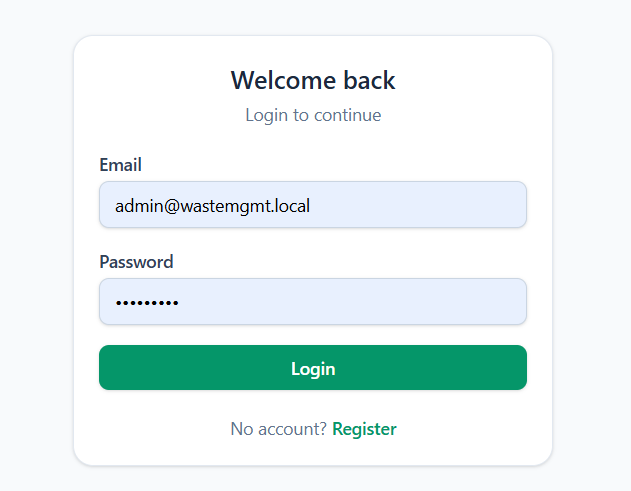 Welcome back
Login to continue
Email
admin@wastemgmt.local
Password
•••••••••
Login
No account? Register